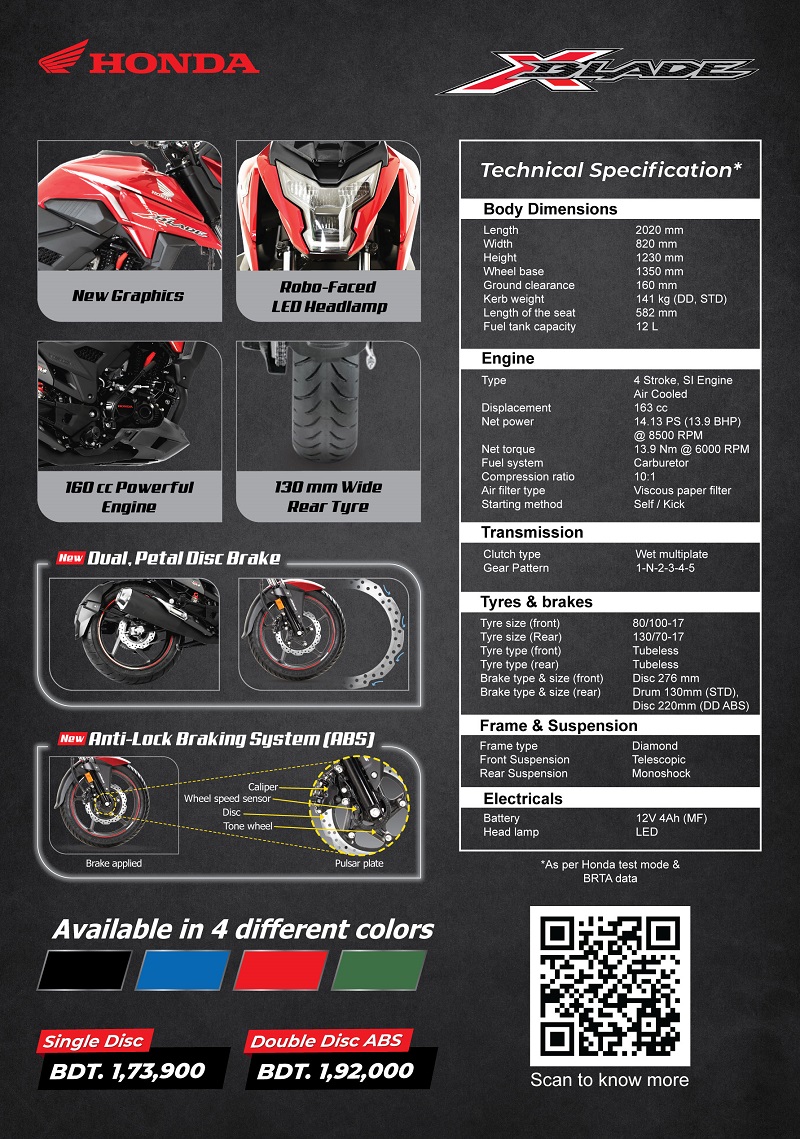 HONDA
X BLADE
HONDA
X BLADE
New Graphics
Robo-Faced
LED Headlamp
HONDA
160 cc Powerful
Engine
130 mm Wide
Rear Tyre
New Dual, Petal Disc Brake
New Anti-Lock Braking System (ABS)
Caliper
Wheel speed sensor
Disc
Tone wheel
Brake applied
Pulsar plate
Available in 4 different colors
Single Disc
BDT. 1,73,900
Double Disc ABS
BDT. 1,92,000
Technical Specification*
Body Dimensions
Length 2020 mm
Width 820 mm
Height 1230 mm
Wheel base 1350 mm
Ground clearance 160 mm
Kerb weight 141 kg (DD, STD)
Length of the seat 582 mm
Fuel tank capacity 12 L
Engine
Type 4 Stroke, SI Engine
Air Cooled
Displacement 163 cc
Net power 14.13 PS (13.9 BHP)
@ 8500 RPM
Net torque 13.9 Nm @ 6000 RPM
Fuel system Carburetor
Compression ratio 10:1
Air filter type Viscous paper filter
Starting method Self / Kick
Transmission
Clutch type Wet multiplate
Gear Pattern 1-N-2-3-4-5
Tyres & brakes
Tyre size (front) 80/100-17
Tyre size (Rear) 130/70-17
Tyre type (front) Tubeless
Tyre type (rear) Tubeless
Brake type & size (front) Disc 276 mm
Brake type & size (rear) Drum 130mm (STD),
Disc 220mm (DD ABS)
Frame & Suspension
Frame type Diamond
Front Suspension Telescopic
Rear Suspension Monoshock
Electricals
Battery 12V 4Ah (MF)
Head lamp LED
*As per Honda test mode &
BRTA data
Scan to know more